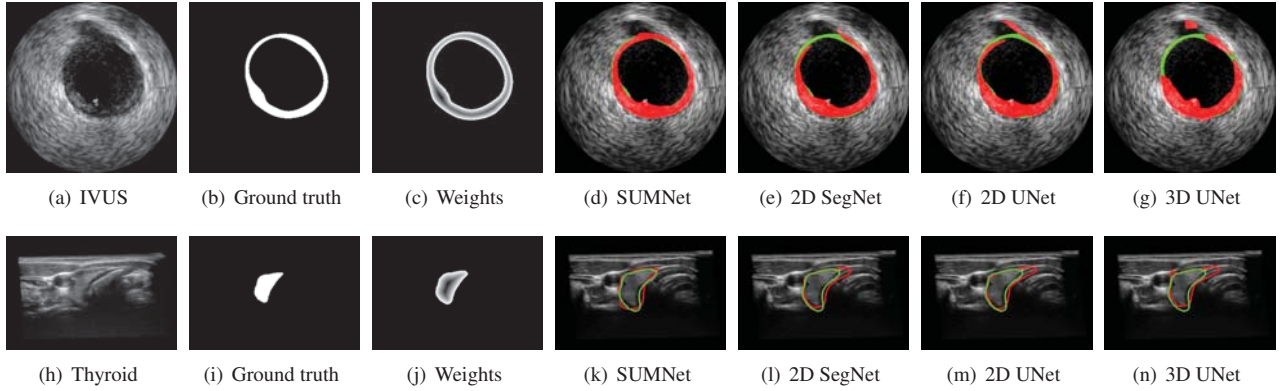 (a) IVUS (b) Ground truth (c) Weights (d) SUMNet (e) 2D SegNet (f) 2D UNet (g) 3D UNet
(h) Thyroid (i) Ground truth (j) Weights (k) SUMNet (l) 2D SegNet (m) 2D UNet (n) 3D UNet